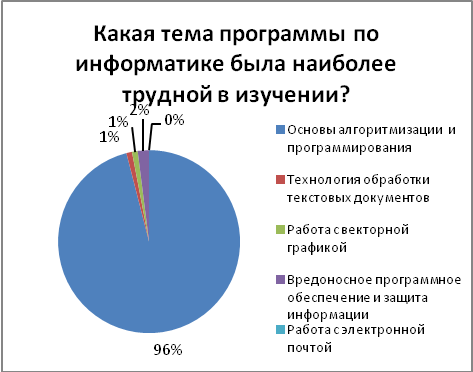 Какая тема программы по
информатике была наиболее
трудной в изучении?
2%
1%
0%
1%
96%
Основы алгоритмизации и
программирования
Технология обработки
текстовых документов
Работа с векторной
графикой
Вредоносное программное
обеспечение и защита
информации
Работа с электронной
почтой